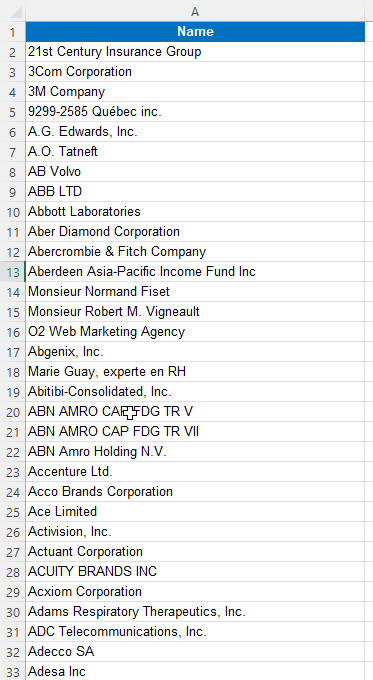 A
1 Name
2 21st Century Insurance Group
3 3Com Corporation
4 3M Company
5 9299-2585 Québec inc.
6 A.G. Edwards, Inc.
7 A.O. Tatneft
8 AB Volvo
9 ABB LTD
10 Abbott Laboratories
11 Aber Diamond Corporation
12 Abercrombie & Fitch Company
13 Aberdeen Asia-Pacific Income Fund Inc
14 Monsieur Normand Fiset
15 Monsieur Robert M. Vigneault
16 O2 Web Marketing Agency
17 Abgenix, Inc.
18 Marie Guay, experte en RH
19 Abitibi-Consolidated, Inc.
20 ABN AMRO CAP FDG TR V
21 ABN AMRO CAP FDG TR VII
22 ABN Amro Holding N.V.
23 Accenture Ltd.
24 Acco Brands Corporation
25 Ace Limited
26 Activision, Inc.
27 Actuant Corporation
28 ACUITY BRANDS INC
29 Acxiom Corporation
30 Adams Respiratory Therapeutics, Inc.
31 ADC Telecommunications, Inc.
32 Adecco SA
33 Adesa Inc